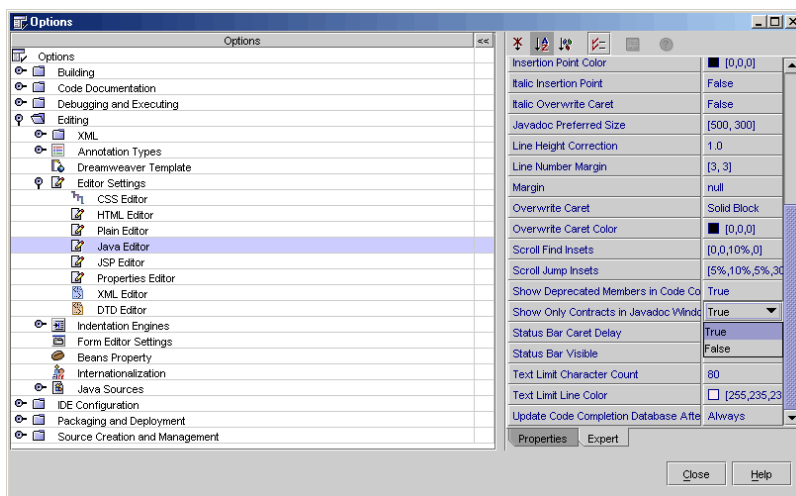 Options
Options
<<
Options
Building
Code Documentation
Debugging and Executing
Editing
XML
Annotation Types
Dreamweaver Template
Editor Settings
CSS Editor
HTML Editor
Plain Editor
Java Editor
JSP Editor
Properties Editor
XML Editor
DTD Editor
Indentation Engines
Form Editor Settings
Beans Property
Internationalization
Java Sources
IDE Configuration
Packaging and Deployment
Source Creation and Management
Insertion Point Color [0,0,0]
Italic Insertion Point False
Italic Overwrite Caret False
Javadoc Preferred Size [500, 300]
Line Height Correction 1.0
Line Number Margin [3, 3]
Margin null
Overwrite Caret Solid Block
Overwrite Caret Color [0,0,0]
Scroll Find Insets [0,0,10%,0]
Scroll Jump Insets [5%,10%,5%,30
Show Deprecated Members in Code Co True
Show Only Contracts in Javadoc Windo True
Status Bar Caret Delay True
Status Bar Visible False
Text Limit Character Count 80
Text Limit Line Color [255,235,23
Update Code Completion Database Afte Always
Properties Expert
Close Help